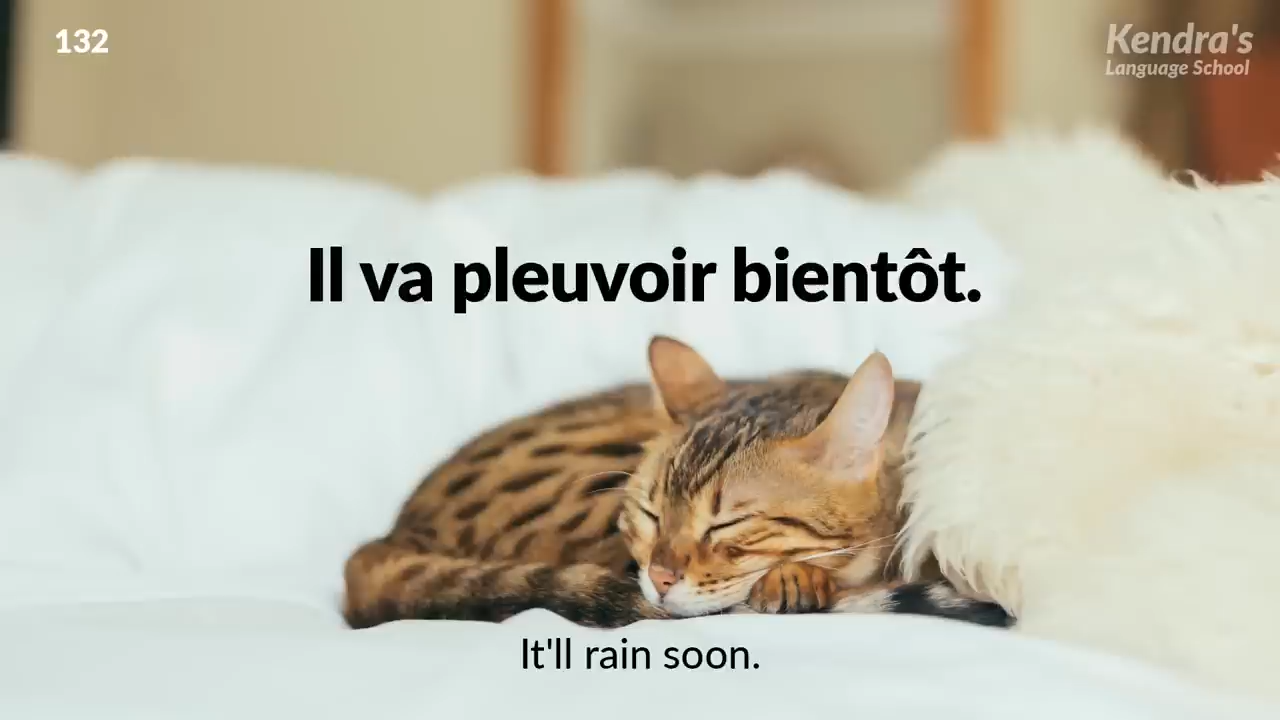 132
Kendra's
Language School
Il va pleuvoir bientôt.
It'll rain soon.